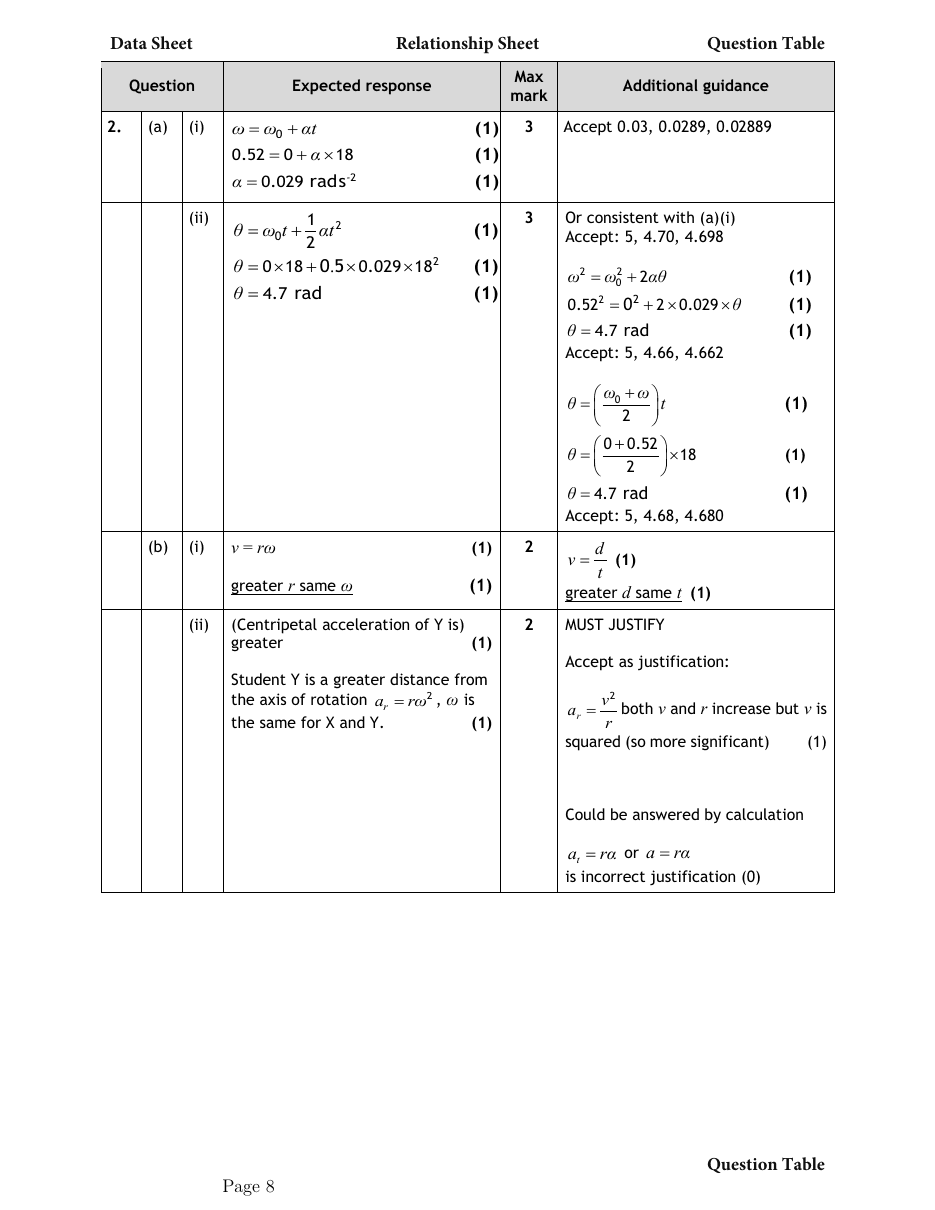 Data Sheet Relationship Sheet Question Table
Question Expected response Max mark Additional guidance
2. (a) (i) ω = ω₀ + αt (1) 3 Accept 0.03, 0.0289, 0.02889
0.52 = 0 + α × 18 (1)
α = 0.029 rads⁻² (1)
(ii) θ = ω₀t + 1/2 αt² (1) 3
θ = 0×18 + 0.5×0.029×18² (1)
θ = 4.7 rad (1)
Or consistent with (a)(i)
Accept: 5, 4.70, 4.698
ω² = ω₀² + 2αθ (1)
0.52² = 0² + 2×0.029×θ (1)
θ = 4.7 rad (1)
Accept: 5, 4.66, 4.662
θ = ((ω₀ + ω)/2)t (1)
θ = ((0 + 0.52)/2)×18 (1)
θ = 4.7 rad (1)
Accept: 5, 4.68, 4.680
(b) (i) v = rω (1) 2
greater r same ω (1)
v = d/t (1)
greater d same t (1)
(ii) (Centripetal acceleration of Y is) 2
greater (1)
Student Y is a greater distance from
the axis of rotation aᵣ = rω², ω is
the same for X and Y. (1)
MUST JUSTIFY
Accept as justification:
aᵣ = v²/r both v and r increase but v is
squared (so more significant) (1)
Could be answered by calculation
aₜ = rα or a = rα
is incorrect justification (0)
Question Table
Page 8